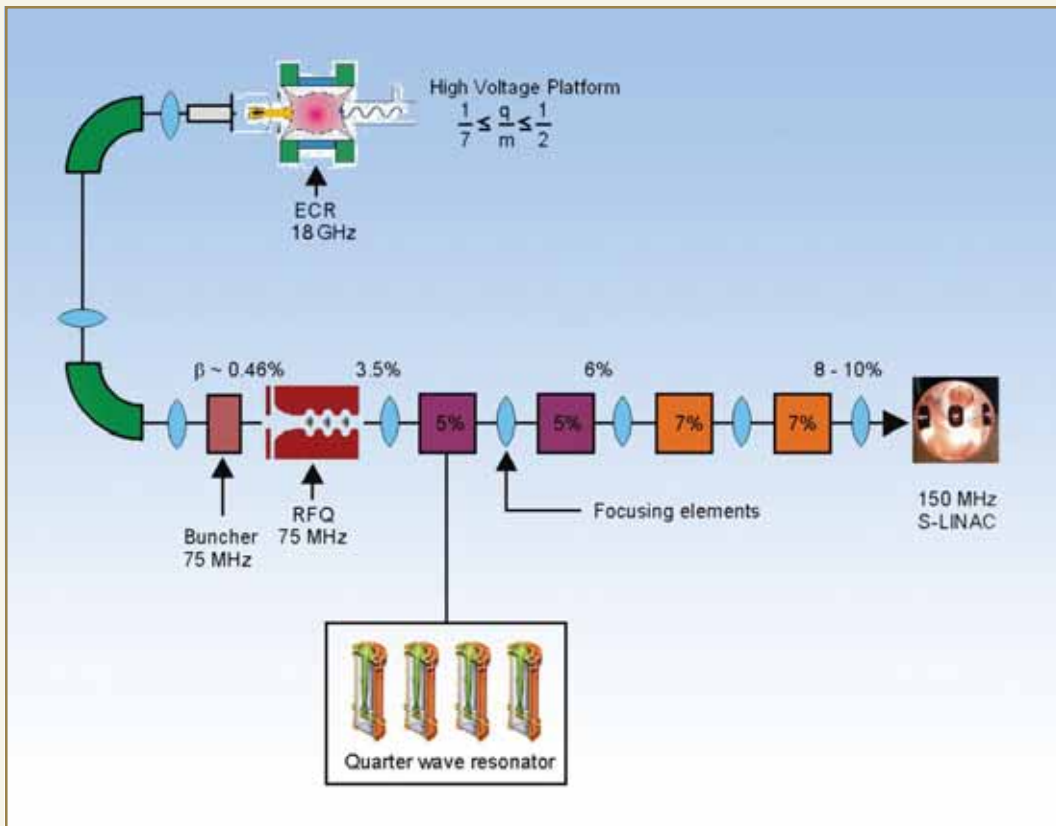 High Voltage Platform
1/7 ≤ q/m ≤ 1/2
ECR
18 GHz
β ~ 0.46%
3.5%
6%
8 - 10%
5%
5%
7%
7%
Buncher
75 MHz
RFQ
75 MHz
Focusing elements
150 MHz
S-LINAC
Quarter wave resonator